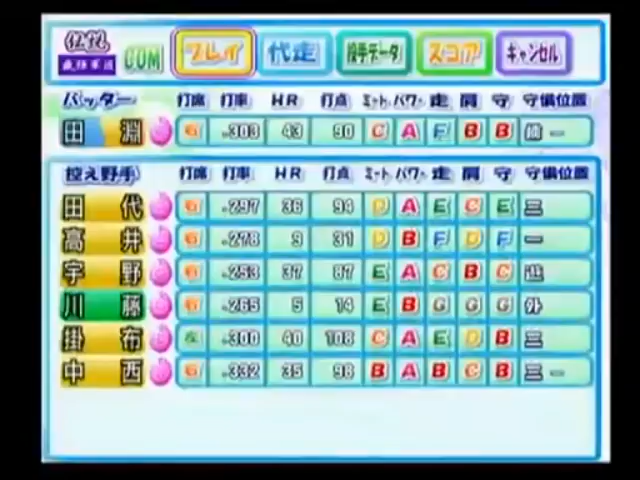 伝説 最強軍団 COM プレイ 代走 投手データ スコア キャンセル
バッター 打席 打率 HR 打点 ミート パワー 走 肩 守 守備位置
田淵 右 .303 43 90 C A F B B 捕一
控え野手 打席 打率 HR 打点 ミート パワー 走 肩 守 守備位置
田代 右 .297 36 94 D A E C E 三
高井 右 .278 9 31 D B F D F 一
宇野 右 .253 37 87 E A C B C 遊
川藤 右 .265 5 14 E B G G G 外
掛布 左 .300 40 108 C A E D B 三
中西 右 .332 35 98 B A B C B 三一